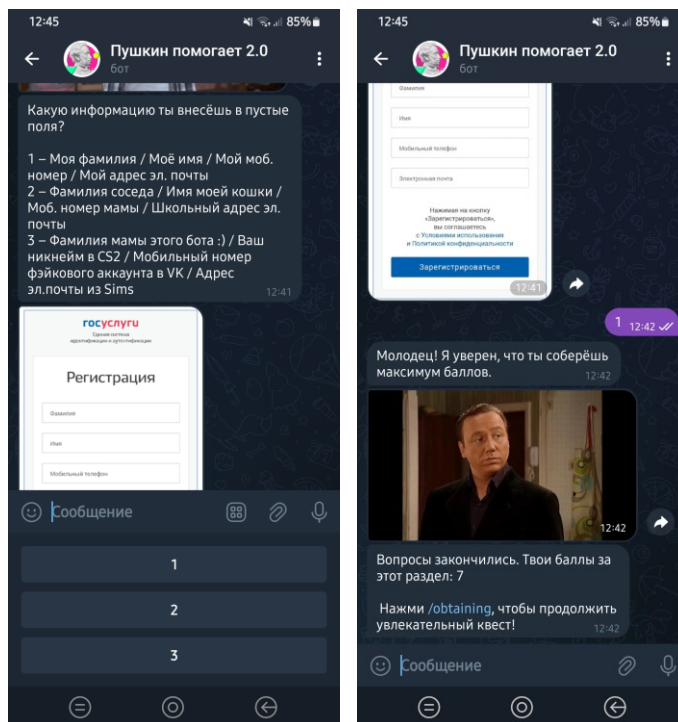 12:45
85%
Пушкин помогает 2.0
бот
Какую информацию ты внесёшь в пустые
поля?
1 – Моя фамилия / Моё имя / Мой моб.
номер / Мой адрес эл. почты
2 – Фамилия соседа / Имя моей кошки /
Моб. номер мамы / Школьный адрес эл.
почты
3 – Фамилия мамы этого бота :) / Ваш
никнейм в CS2 / Мобильный номер
фэйкового аккаунта в VK / Адрес
эл.почты из Sims
12:41
госуслуги
Единая система
идентификации и аутентификации
Регистрация
Фамилия
Имя
Мобильный телефон
Сообщение
1
2
3
12:45
85%
Пушкин помогает 2.0
бот
Фамилия
Имя
Мобильный телефон
Электронная почта
Нажимая на кнопку
«Зарегистрироваться»,
вы соглашаетесь
с Условиями использования
и Политикой конфиденциальности
Зарегистрироваться
12:41
1 12:42
Молодец! Я уверен, что ты соберёшь
максимум баллов.
12:42
12:42
Вопросы закончились. Твои баллы за
этот раздел: 7
Нажми /obtaining, чтобы продолжить
увлекательный квест!
12:42
Сообщение